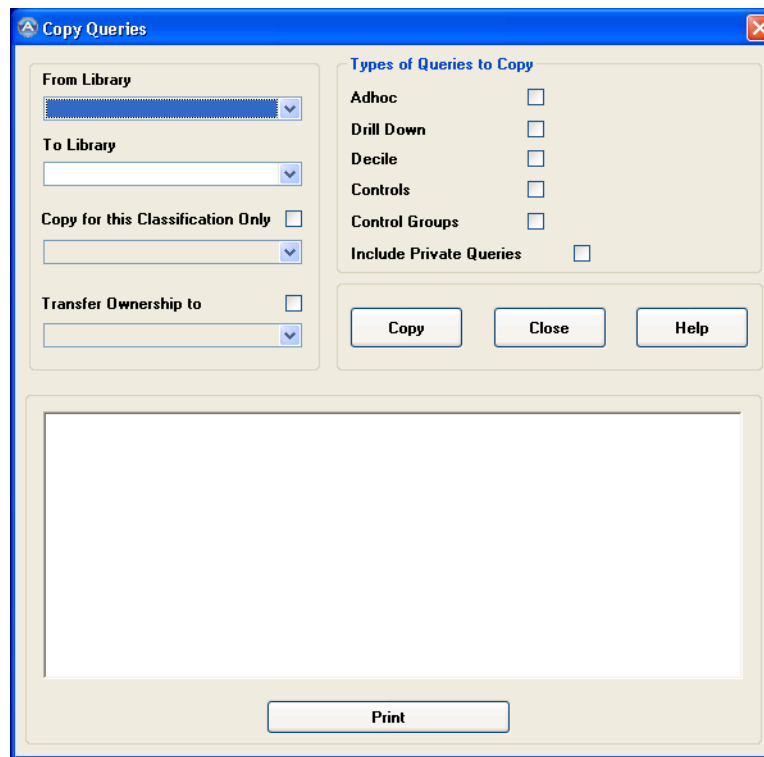 Copy Queries
From Library
To Library
Copy for this Classification Only
Transfer Ownership to
Types of Queries to Copy
Adhoc
Drill Down
Decile
Controls
Control Groups
Include Private Queries
Copy
Close
Help
Print